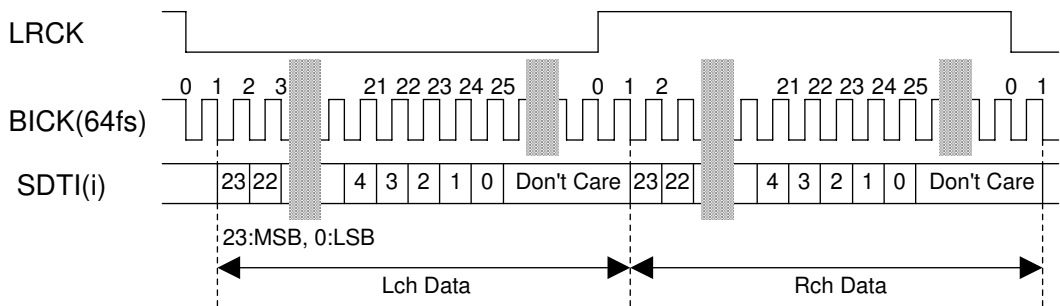 LRCK
0 1 2 3 21 22 23 24 25 0 1 2 21 22 23 24 25 0 1
BICK(64fs)
SDTI(i) 23 22 4 3 2 1 0 Don't Care 23 22 4 3 2 1 0 Don't Care
23:MSB, 0:LSB
Lch Data Rch Data